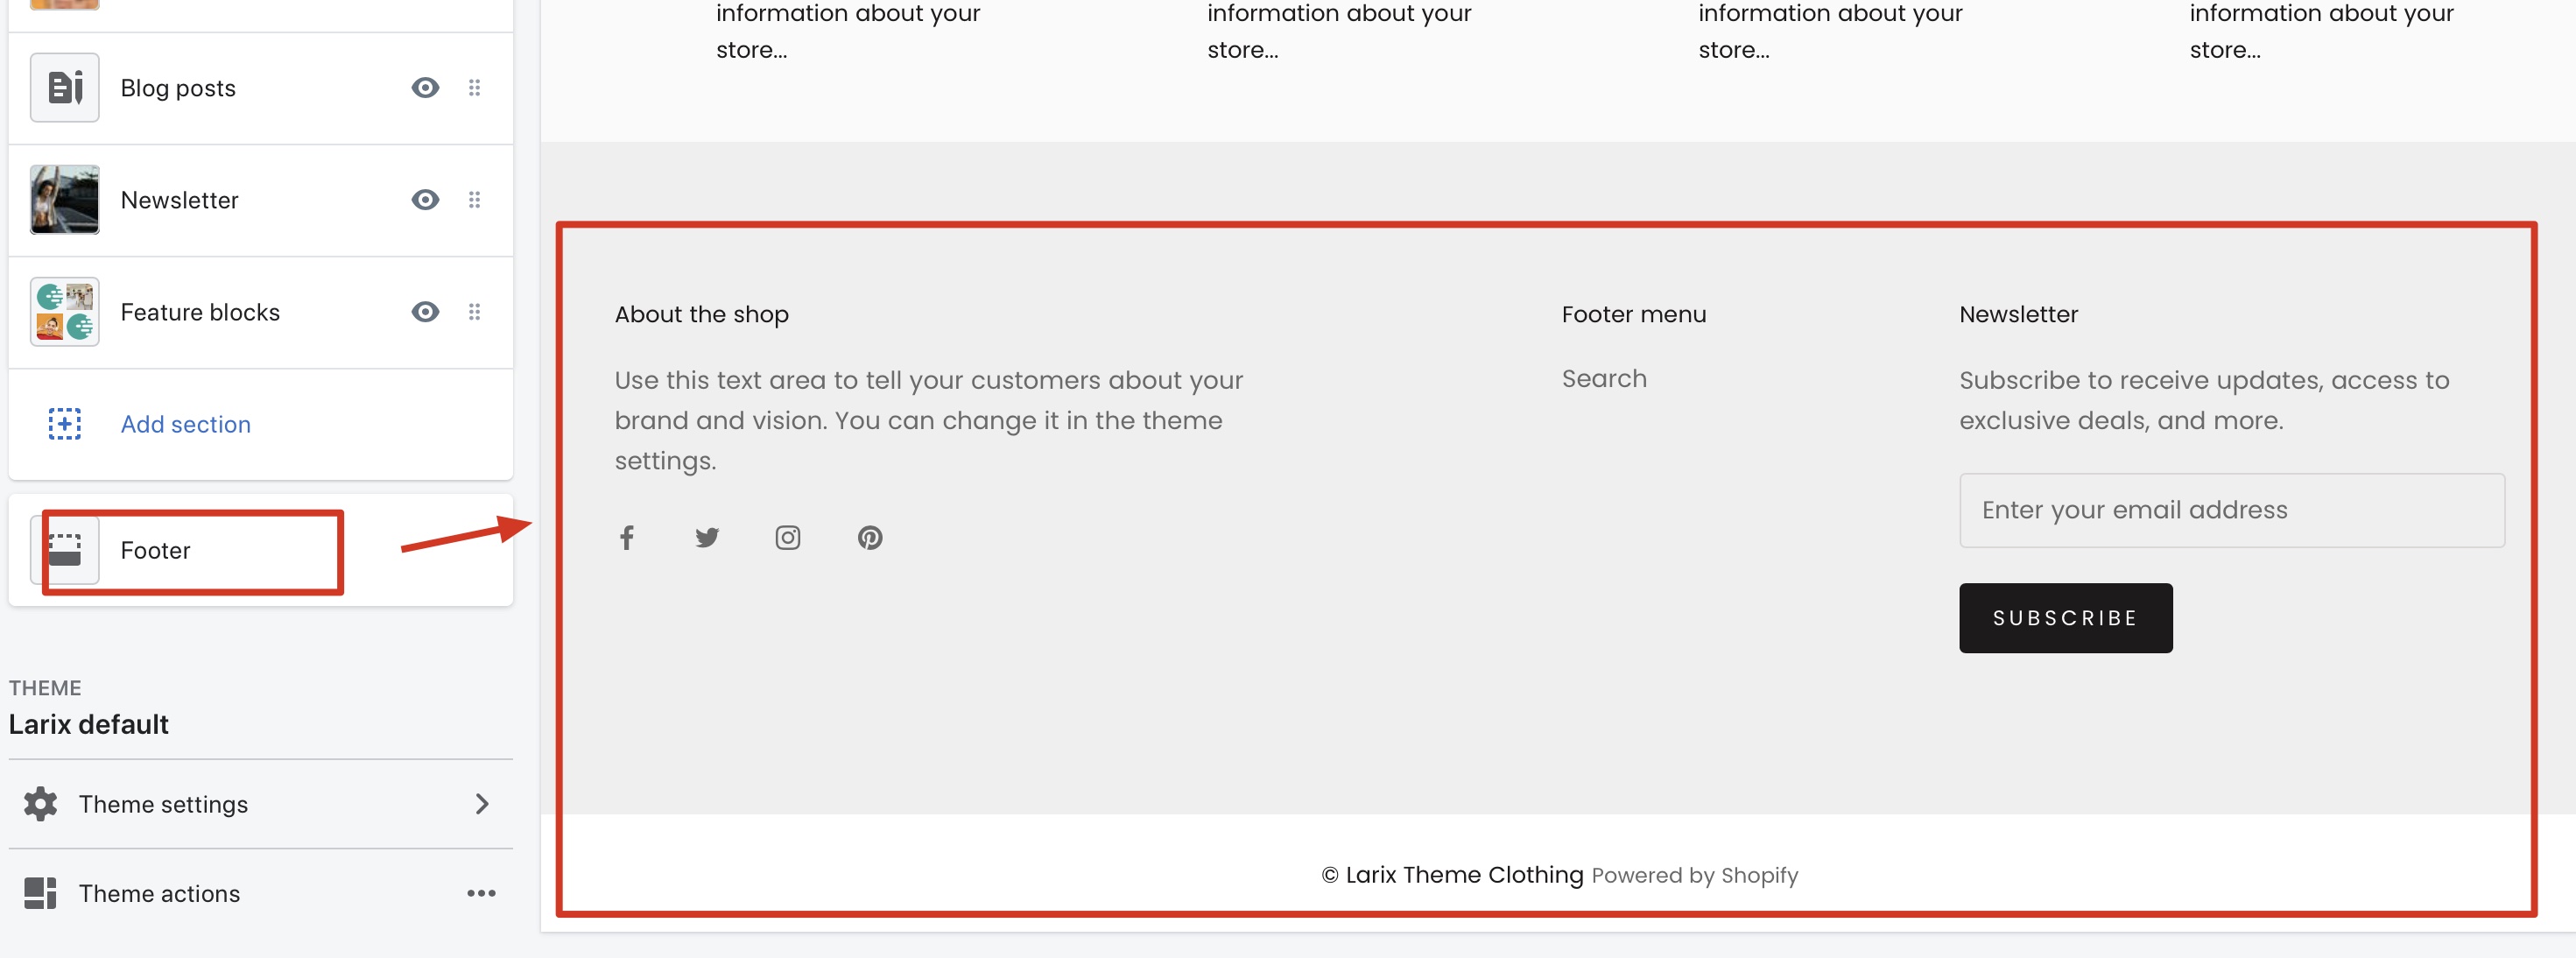 Blog posts
Newsletter
Feature blocks
Add section
Footer
THEME
Larix default
Theme settings
Theme actions
information about your
store...
information about your
store...
information about your
store...
information about your
store...
About the shop
Use this text area to tell your customers about your
brand and vision. You can change it in the theme
settings.
Footer menu
Search
Newsletter
Subscribe to receive updates, access to
exclusive deals, and more.
Enter your email address
SUBSCRIBE
© Larix Theme Clothing Powered by Shopify